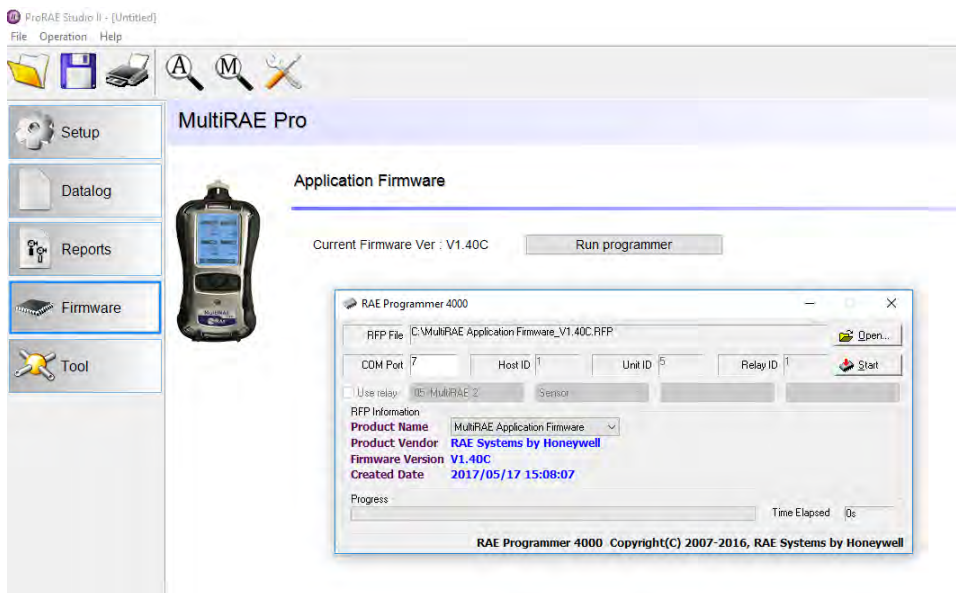 ProRAE Studio II - {Untitled}
File Operation Help
A M
Setup
MultiRAE Pro
Datalog
Application Firmware
Reports
Current Firmware Ver : V1.40C Run programmer
Firmware
Tool
RAE Programmer 4000
RFP File C:\MultiRAE Application Firmware_V1.40C.RFP Open...
COM Port 7 Host ID 1 Unit ID 5 Relay ID 1 Start
Use relay 05-MultiRAE 2 Sensor
RFP Information
Product Name MultiRAE Application Firmware
Product Vendor RAE Systems by Honeywell
Firmware Version V1.40C
Created Date 2017/05/17 15:08:07
Progress
Time Elapsed 0s
RAE Programmer 4000 Copyright(C) 2007-2016, RAE Systems by Honeywell